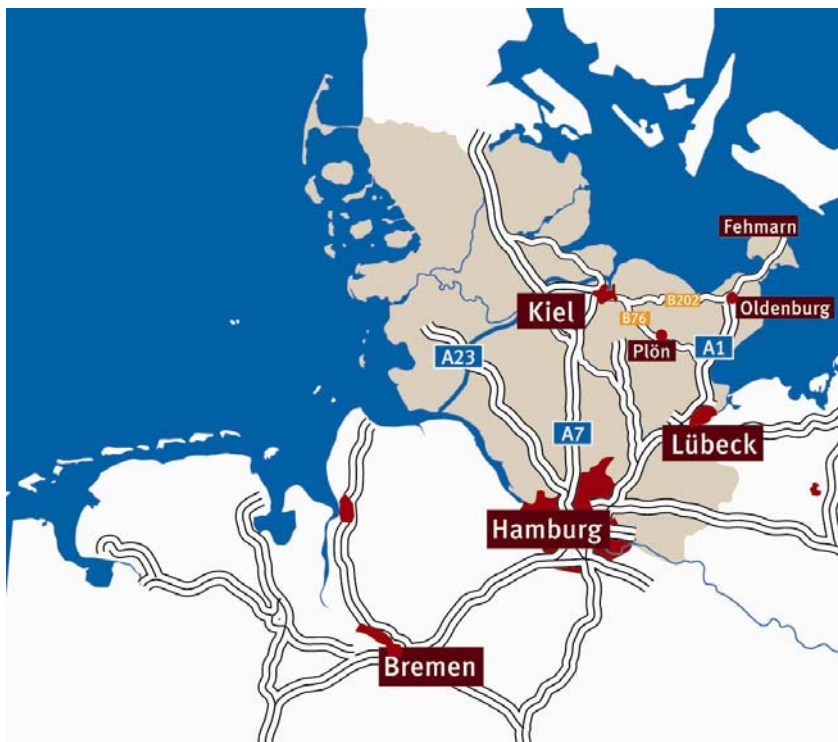 Fehmarn
B202
Kiel
Oldenburg
B76
Plön
A1
A23
A7
Lübeck
Hamburg
Bremen